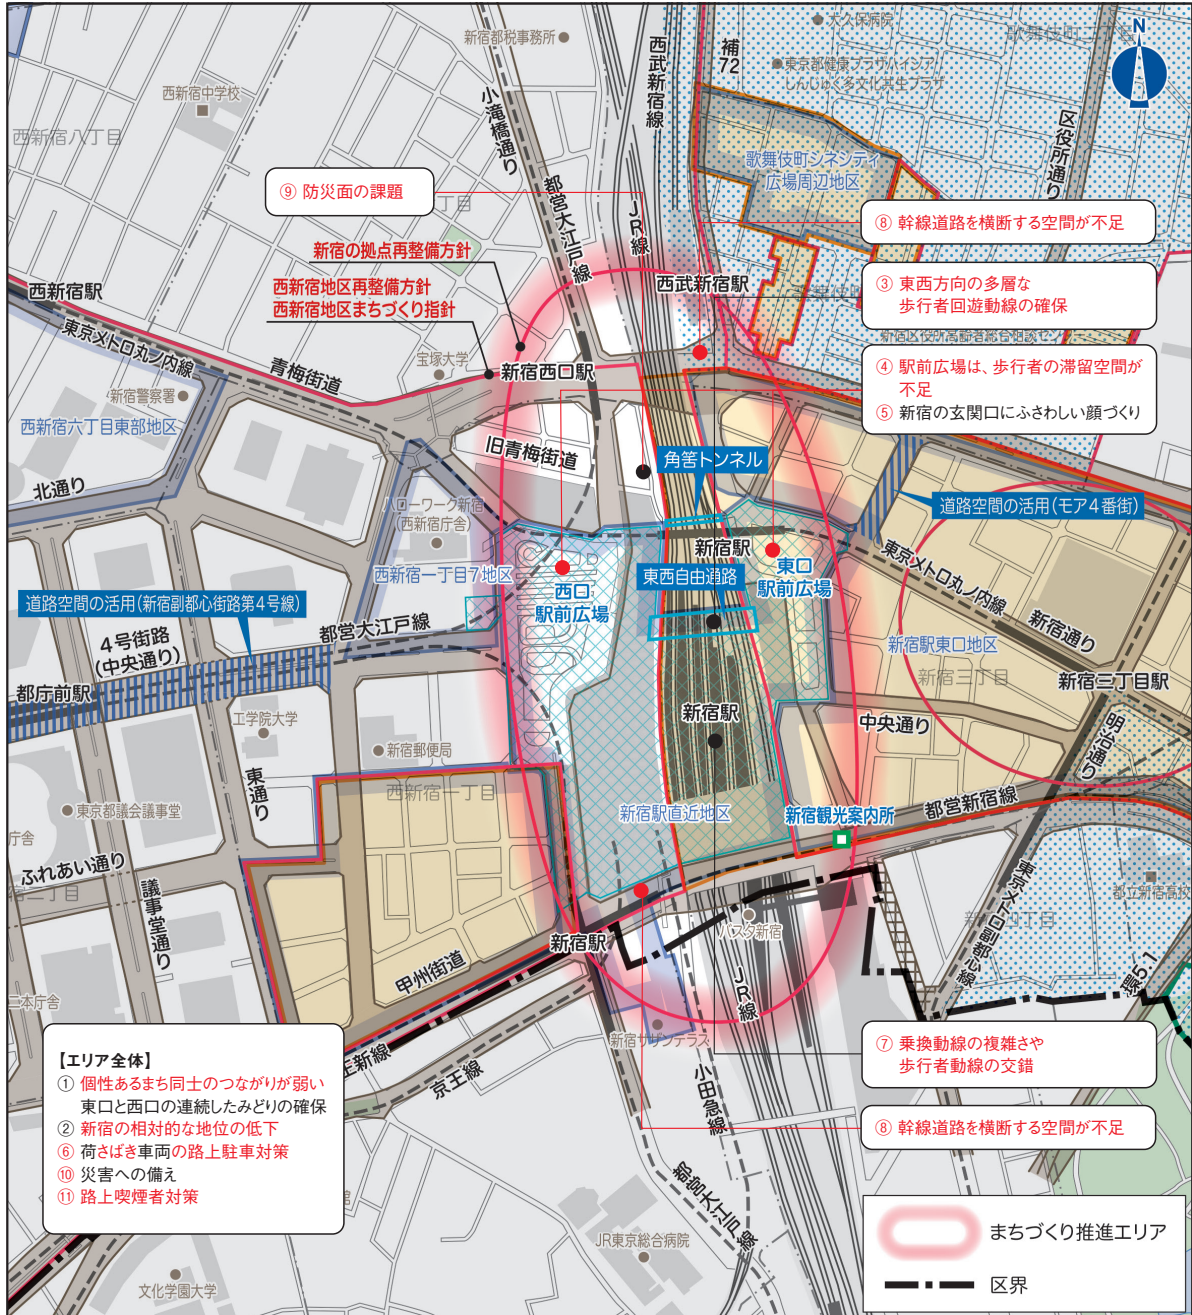 新宿都税事務所
大久保病院
歌舞伎町二丁目
N
西武新宿線
補72
東京都健康プラザハイジア
しんじゅく多文化共生プラザ
西新宿中学校
小滝橋通り
区役所通り
西新宿八丁目
歌舞伎町シネシティ
広場周辺地区
⑨ 防災面の課題
都営大江戸線
JR線
⑧ 幹線道路を横断する空間が不足
新宿の拠点再整備方針
西新宿地区再整備方針
西新宿地区まちづくり指針
西新宿駅
西武新宿駅
③ 東西方向の多層な
歩行者回遊動線の確保
東京メトロ丸ノ内線
青梅街道
宝塚大学
新宿西口駅
④ 駅前広場は、歩行者の滞留空間が
不足
⑤ 新宿の玄関口にふさわしい顔づくり
新宿警察署
西新宿六丁目東部地区
旧青梅街道
角筈トンネル
北通り
ハローワーク新宿
(西新宿庁舎)
道路空間の活用(モア4番街)
新宿駅
東京メトロ丸ノ内線
西新宿一丁目7地区
西口
駅前広場
東西自由通路
東口
駅前広場
道路空間の活用(新宿副都心街路第4号線)
都営大江戸線
4号街路
(中央通り)
新宿通り
新宿駅東口地区
新宿三丁目
新宿三丁目駅
都庁前駅
工学院大学
新宿駅
中央通り
明治通り
新宿郵便局
東通り
西新宿一丁目
東京都議会議事堂
庁舎
新宿駅直近地区
新宿観光案内所
都営新宿線
ふれあい通り
議事堂通り
東京メトロ副都心線
都立新宿高校
新宿駅
バスタ新宿
甲州街道
JR線
環5.1
二本庁舎
新宿サザンテラス
【エリア全体】
① 個性あるまち同士のつながりが弱い
東口と西口の連続したみどりの確保
② 新宿の相対的な地位の低下
⑥ 荷さばき車両の路上駐車対策
⑩ 災害への備え
⑪ 路上喫煙者対策
王新線
京王線
小田急線
⑦ 乗換動線の複雑さや
歩行者動線の交錯
⑧ 幹線道路を横断する空間が不足
都営大江戸線
JR東京総合病院
文化学園大学
まちづくり推進エリア
区界